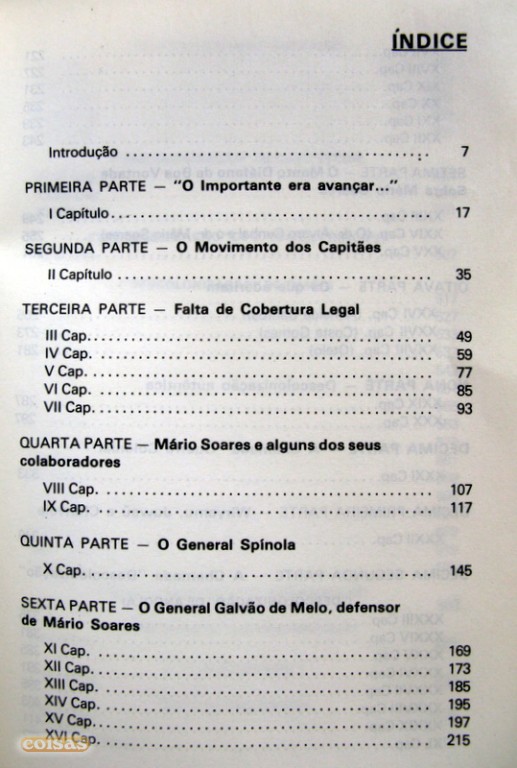 ÍNDICE
Introdução ........ 7
PRIMEIRA PARTE — "O Importante era avançar..."
I Capítulo ........ 17
SEGUNDA PARTE — O Movimento dos Capitães
II Capítulo ........ 35
TERCEIRA PARTE — Falta de Cobertura Legal
III Cap. ........ 49
IV Cap. ........ 59
V Cap. ........ 77
VI Cap. ........ 85
VII Cap. ........ 93
QUARTA PARTE — Mário Soares e alguns dos seus
colaboradores
VIII Cap. ........ 107
IX Cap. ........ 117
QUINTA PARTE — O General Spínola
X Cap. ........ 145
SEXTA PARTE — O General Galvão de Melo, defensor
de Mário Soares
XI Cap. ........ 169
XII Cap. ........ 173
XIII Cap. ........ 185
XIV Cap. ........ 195
XV Cap. ........ 197
XVI Cap. ........ 215
coisas